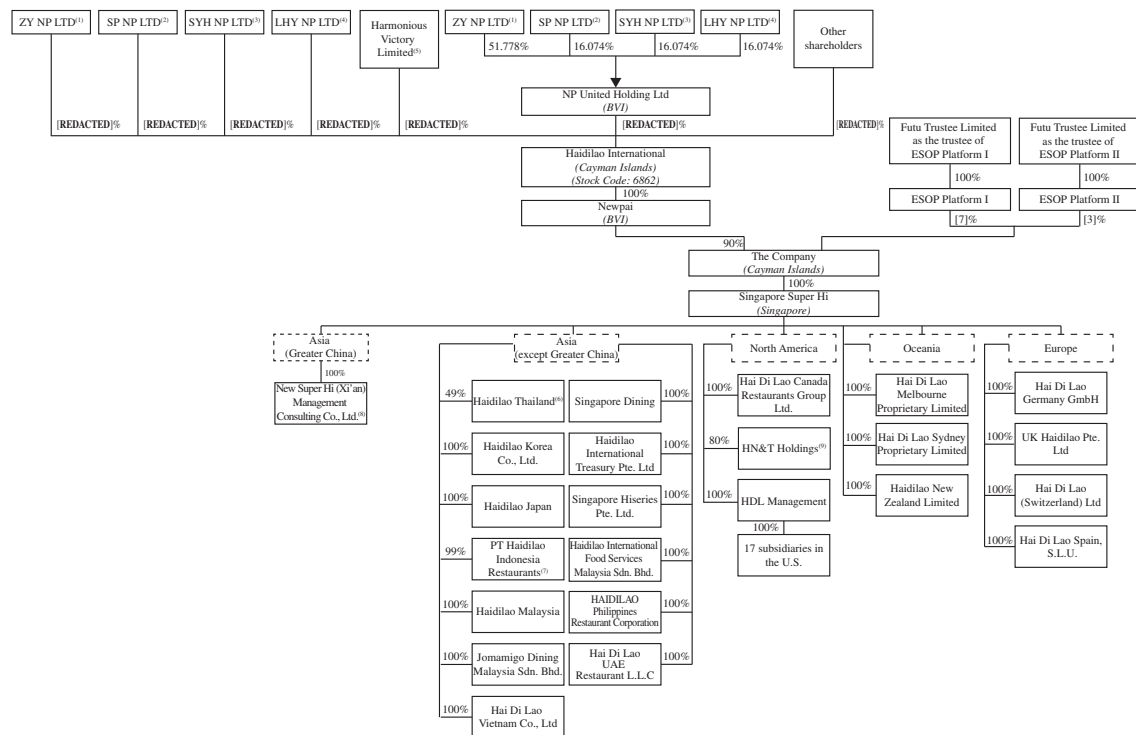 ZY NP LTD(1)
SP NP LTD(2)
SYH NP LTD(3)
LHY NP LTD(4)
Harmonious
Victory
Limited(5)
ZY NP LTD(1)
SP NP LTD(2)
SYH NP LTD(3)
LHY NP LTD(4)
Other
shareholders
51.778%
16.074%
16.074%
16.074%
NP United Holding Ltd
(BVI)
[REDACTED]%
[REDACTED]%
[REDACTED]%
[REDACTED]%
[REDACTED]%
[REDACTED]%
[REDACTED]%
Futu Trustee Limited
as the trustee of
ESOP Platform I
Futu Trustee Limited
as the trustee of
ESOP Platform II
Haidilao International
(Cayman Islands)
(Stock Code: 6862)
100%
100%
100%
Newpai
(BVI)
ESOP Platform I
ESOP Platform II
[7]%
[3]%
90%
The Company
(Cayman Islands)
100%
Singapore Super Hi
(Singapore)
Asia
(Greater China)
Asia
(except Greater China)
North America
Oceania
Europe
100%
New Super Hi (Xi'an)
Management
Consulting Co., Ltd.(8)
49%
Haidilao Thailand(6)
Singapore Dining
100%
100%
Haidilao Korea
Co., Ltd.
Haidilao
International
Treasury Pte. Ltd
100%
100%
Haidilao Japan
Singapore Hiseries
Pte. Ltd.
100%
99%
PT Haidilao
Indonesia
Restaurants(7)
Haidilao International
Food Services
Malaysia Sdn. Bhd.
100%
100%
Haidilao Malaysia
HAIDILAO
Philippines
Restaurant Corporation
100%
100%
Jomamigo Dining
Malaysia Sdn. Bhd.
Hai Di Lao
UAE
Restaurant L.L.C
100%
100%
Hai Di Lao
Vietnam Co., Ltd
100%
Hai Di Lao Canada
Restaurants Group
Ltd.
80%
HN&T Holdings(9)
100%
HDL Management
100%
17 subsidiaries in
the U.S.
100%
Hai Di Lao
Melbourne
Proprietary Limited
100%
Hai Di Lao Sydney
Proprietary Limited
100%
Haidilao New
Zealand Limited
100%
Hai Di Lao
Germany GmbH
100%
UK Haidilao Pte.
Ltd
100%
Hai Di Lao
(Switzerland) Ltd
100%
Hai Di Lao Spain,
S.L.U.